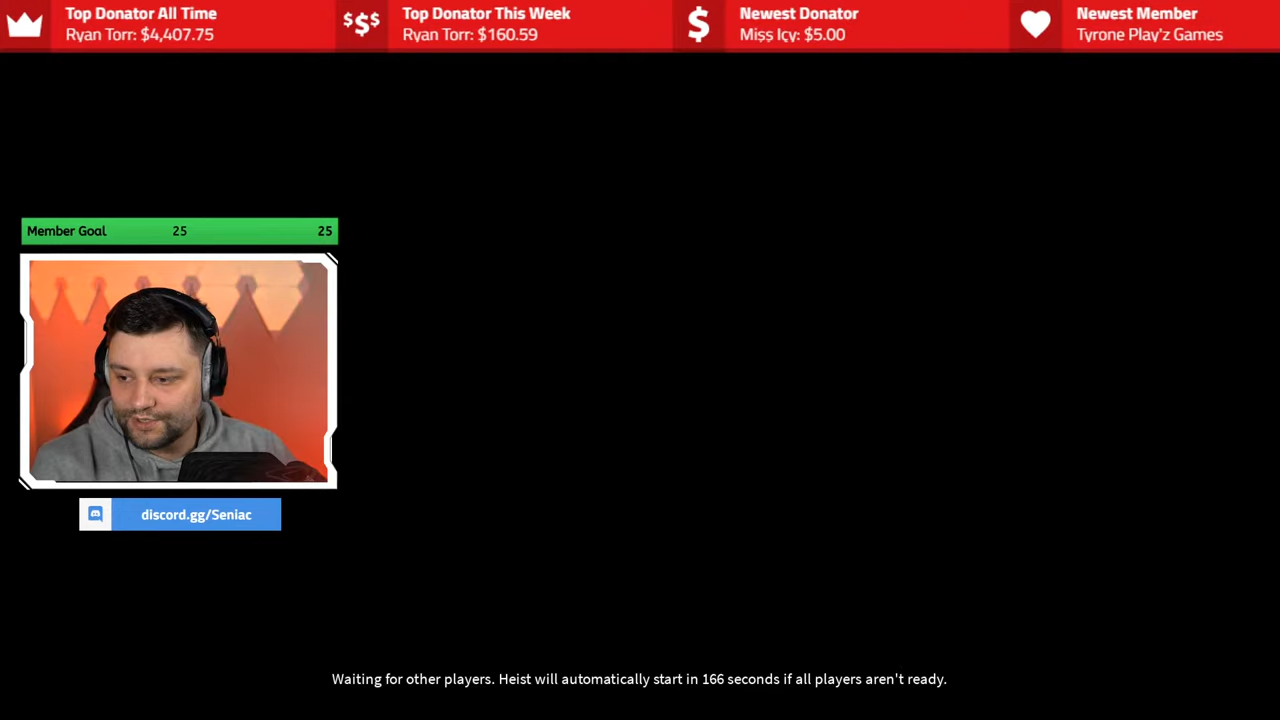 Top Donator All Time
Ryan Torr: $4,407.75
Top Donator This Week
Ryan Torr: $160.59
Newest Donator
Miss Icy: $5.00
Newest Member
Tyrone Play'z Games
Member Goal 25 25
discord.gg/Seniac
Waiting for other players. Heist will automatically start in 166 seconds if all players aren't ready.